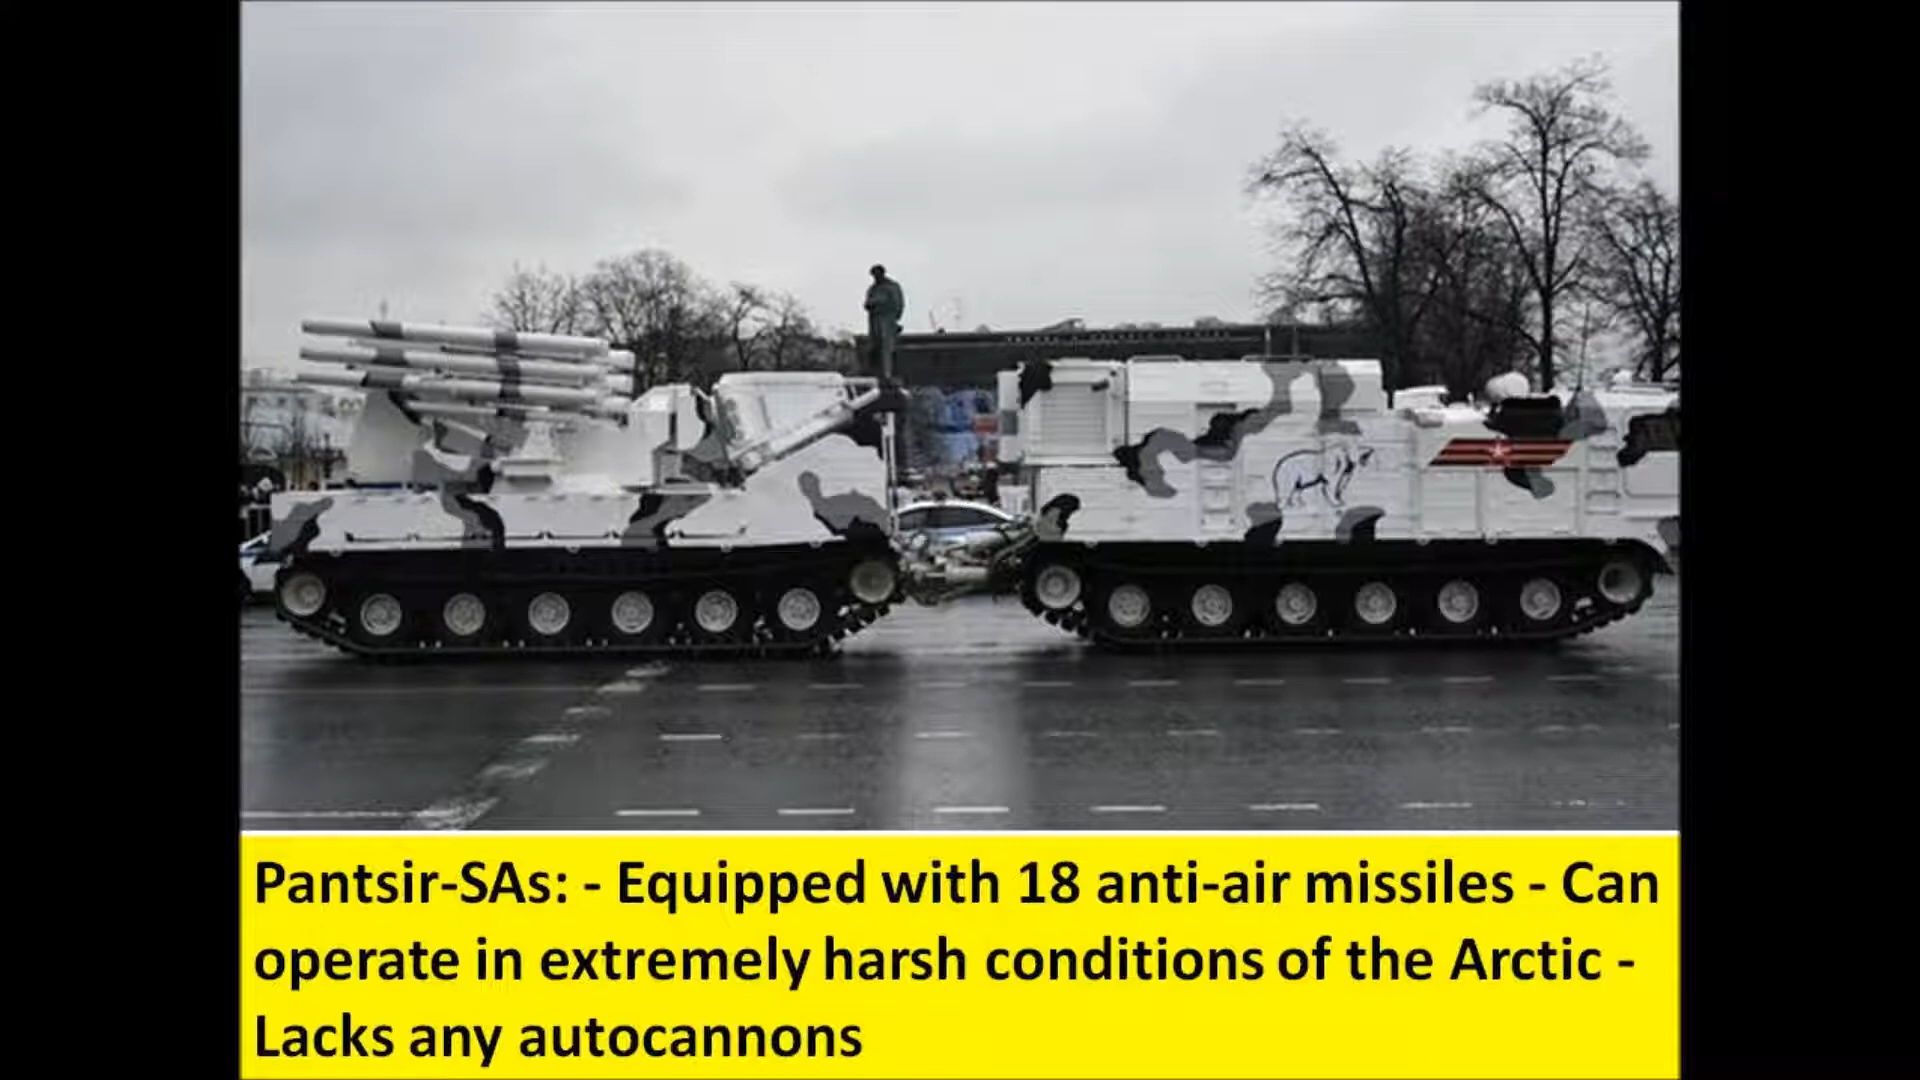 Pantsir-SAs: - Equipped with 18 anti-air missiles - Can
operate in extremely harsh conditions of the Arctic -
Lacks any autocannons